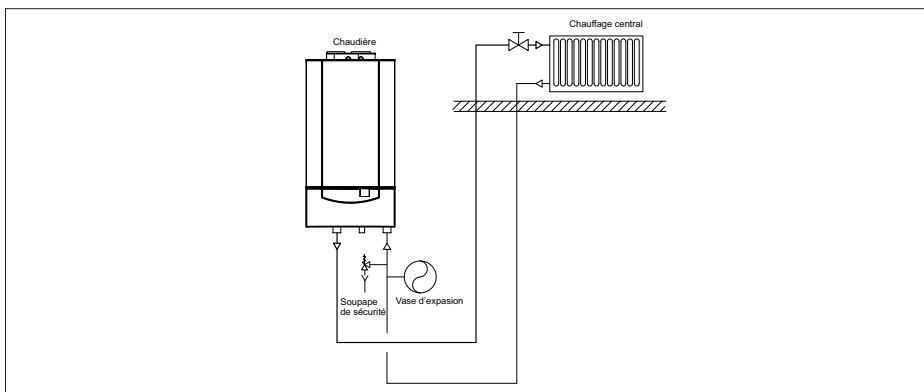 Chauffage central
Chaudière
Soupape
de sécurité
Vase d'expasion